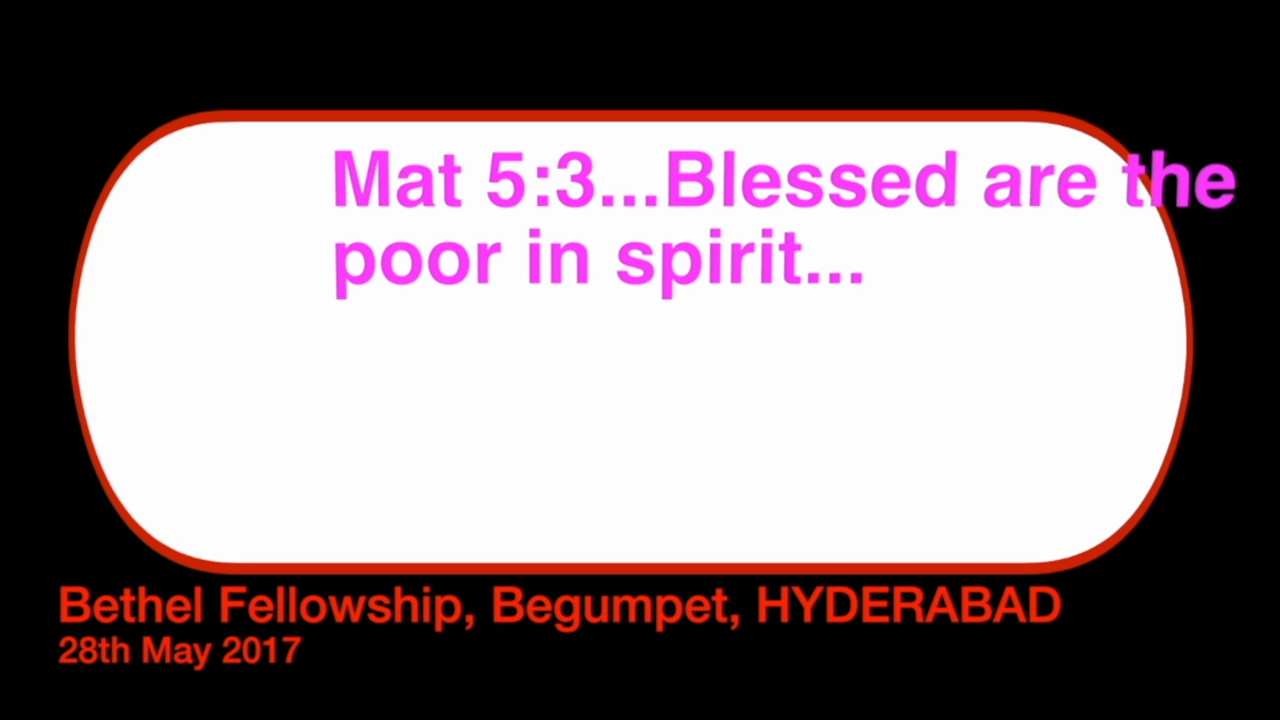 Mat 5:3...Blessed are the
poor in spirit...
Bethel Fellowship, Begumpet, HYDERABAD
28th May 2017